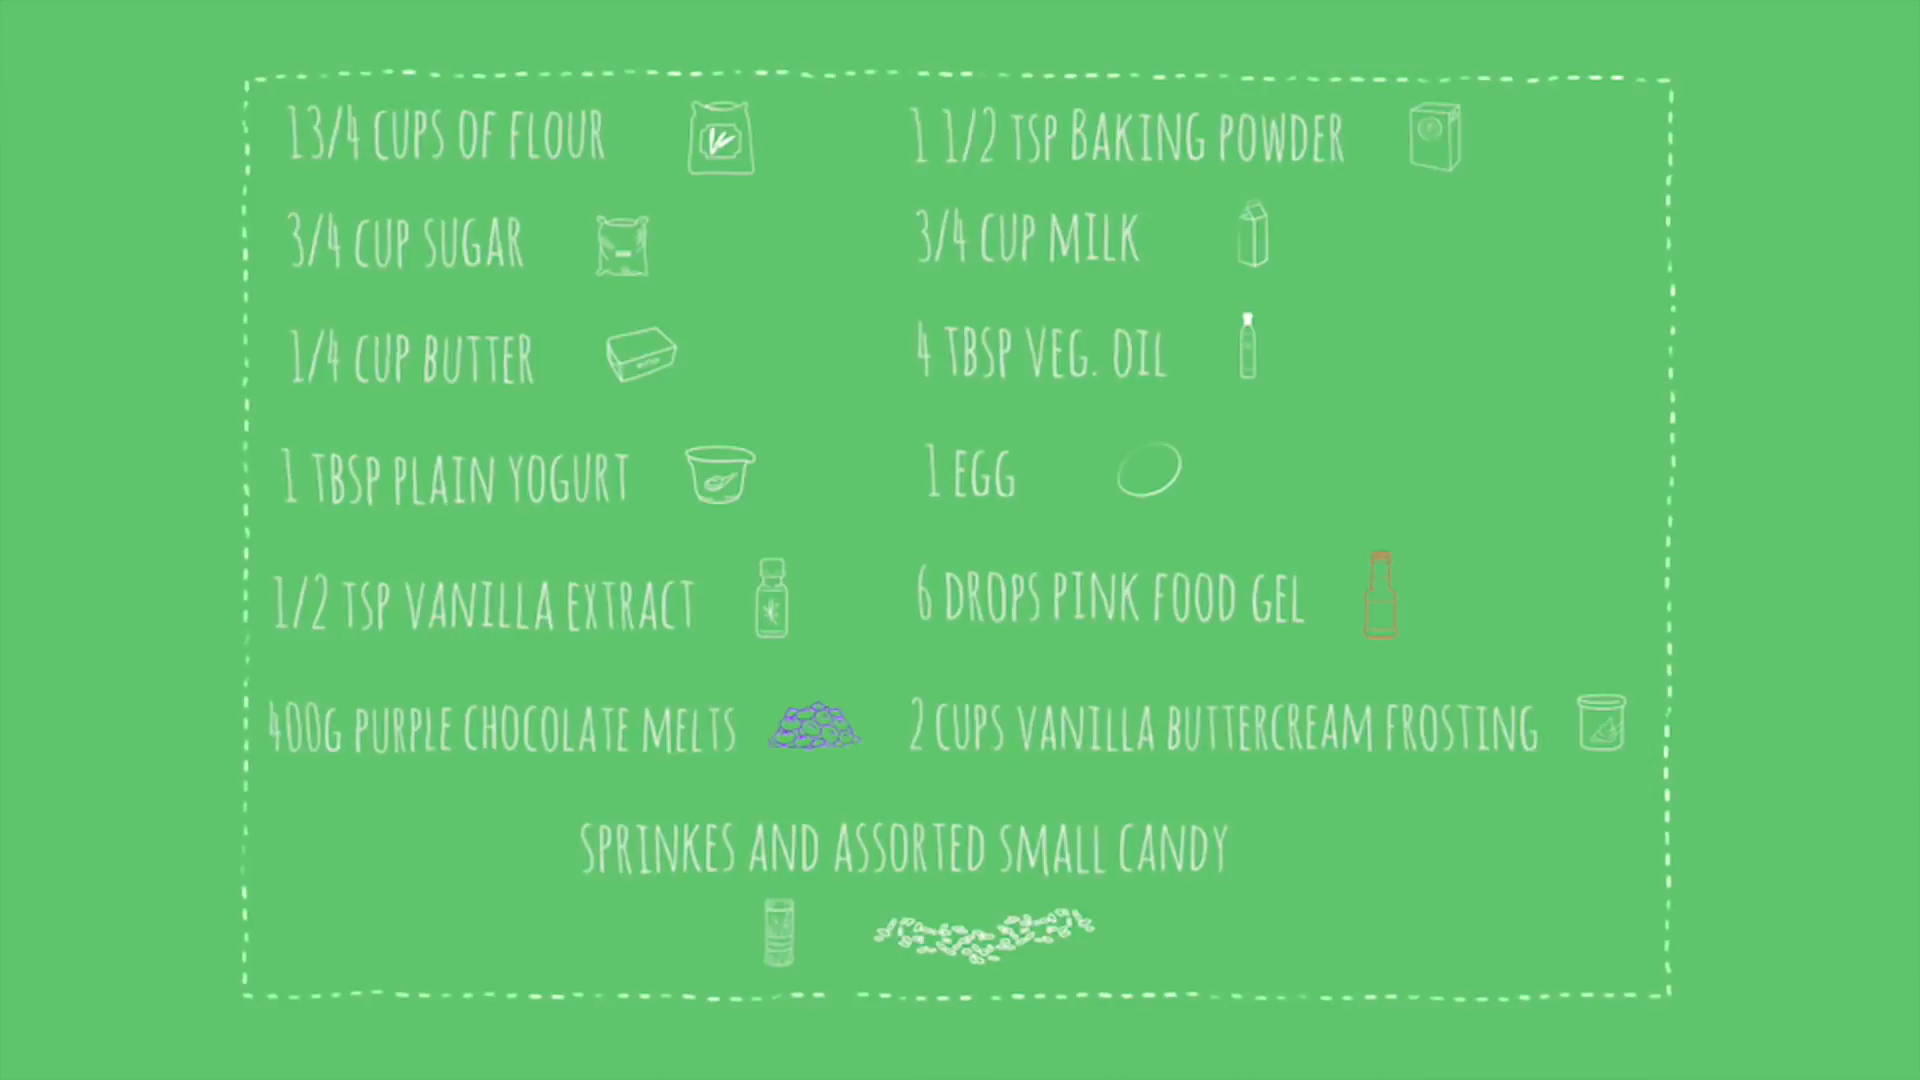 1 3/4 CUPS OF FLOUR
1 1/2 TSP BAKING POWDER
3/4 CUP SUGAR
3/4 CUP MILK
1/4 CUP BUTTER
4 TBSP VEG. OIL
1 TBSP PLAIN YOGURT
1 EGG
1/2 TSP VANILLA EXTRACT
6 DROPS PINK FOOD GEL
400G PURPLE CHOCOLATE MELTS
2 CUPS VANILLA BUTTERCREAM FROSTING
SPRINKES AND ASSORTED SMALL CANDY